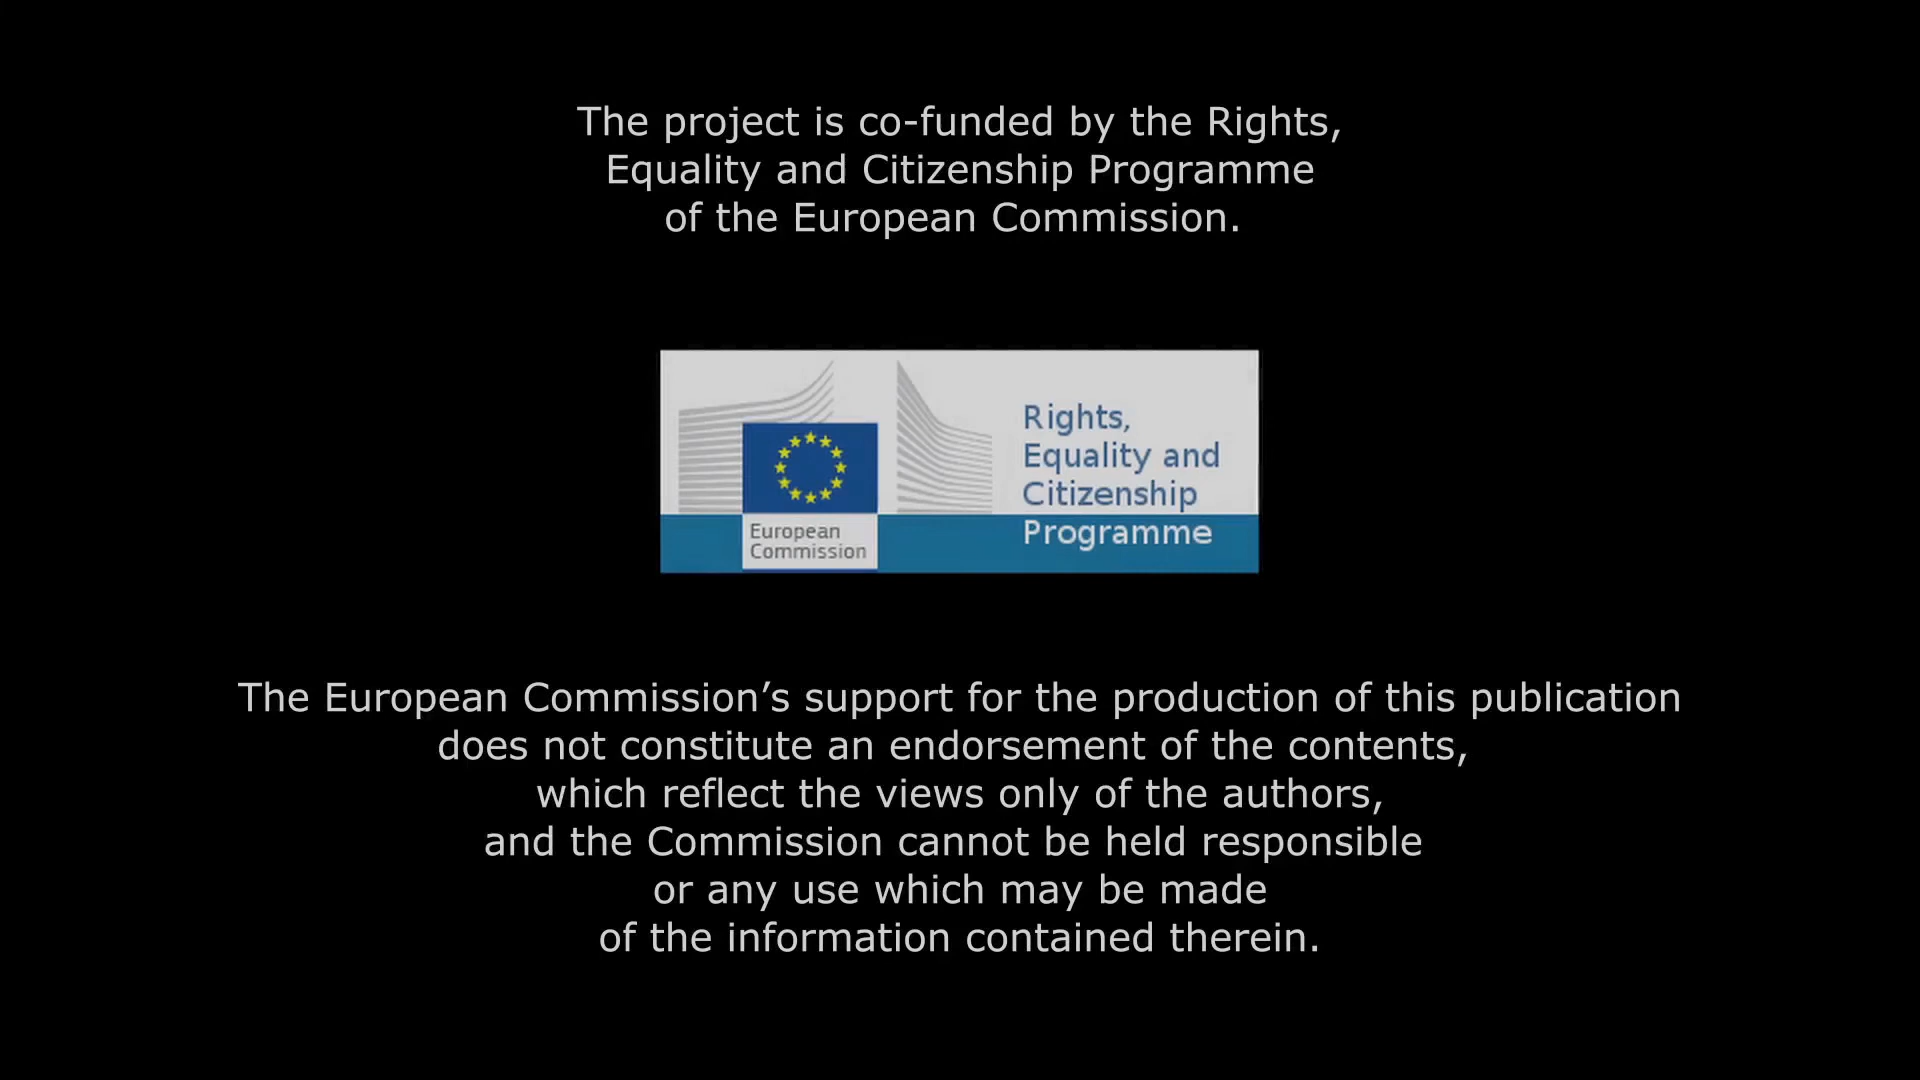 The project is co-funded by the Rights,
Equality and Citizenship Programme
of the European Commission.
European
Commission
Rights,
Equality and
Citizenship
Programme
The European Commission’s support for the production of this publication
does not constitute an endorsement of the contents,
which reflect the views only of the authors,
and the Commission cannot be held responsible
or any use which may be made
of the information contained therein.